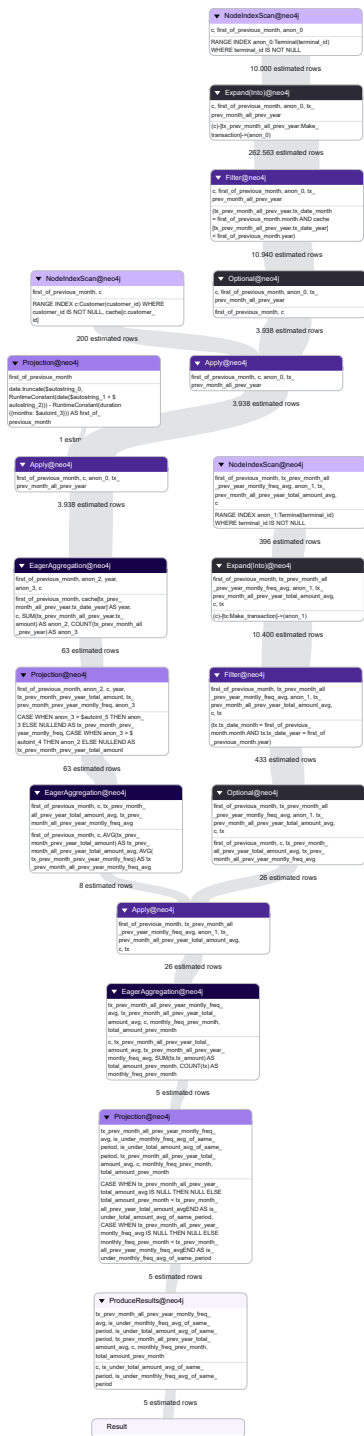 NodeIndexScan@neo4j
c, first_of_previous_month, anon_0
RANGE INDEX anon_0:Terminal(terminal_id)
WHERE terminal_id IS NOT NULL
10.000 estimated rows
Expand(Into)@neo4j
c, first_of_previous_month, anon_0, tx_
prev_month_all_prev_year
(c)-[tx_prev_month_all_prev_year:Make_
transaction]->(anon_0)
262.563 estimated rows
Filter@neo4j
c, first_of_previous_month, anon_0, tx_
prev_month_all_prev_year
(tx_prev_month_all_prev_year.tx_date_month
= first_of_previous_month.month AND cache
[tx_prev_month_all_prev_year.tx_date_year]
< first_of_previous_month.year)
10.940 estimated rows
NodeIndexScan@neo4j
first_of_previous_month, c
RANGE INDEX c:Customer(customer_id) WHERE
customer_id IS NOT NULL, cache[c.customer_
id]
200 estimated rows
Optional@neo4j
c, first_of_previous_month, anon_0, tx_
prev_month_all_prev_year
first_of_previous_month, c
3.938 estimated rows
Projection@neo4j
first_of_previous_month
date.truncate($autostring_0,
RuntimeConstant(date($autostring_1 + $
autostring_2))) - RuntimeConstant(duration
({months: $autoint_3})) AS first_of_
previous_month
1 estim
Apply@neo4j
first_of_previous_month, c, anon_0, tx_
prev_month_all_prev_year
3.938 estimated rows
Apply@neo4j
first_of_previous_month, c, anon_0, tx_
prev_month_all_prev_year
3.938 estimated rows
NodeIndexScan@neo4j
first_of_previous_month, tx_prev_month_all
_prev_year_montly_freq_avg, anon_1, tx_
prev_month_all_prev_year_total_amount_avg,
c
RANGE INDEX anon_1:Terminal(terminal_id)
WHERE terminal_id IS NOT NULL
396 estimated rows
EagerAggregation@neo4j
first_of_previous_month, anon_2, year,
anon_3, c
first_of_previous_month, cache[tx_prev_
month_all_prev_year.tx_date_year] AS year,
c, SUM(tx_prev_month_all_prev_year.tx_
amount) AS anon_2, COUNT(tx_prev_month_all
_prev_year) AS anon_3
63 estimated rows
Expand(Into)@neo4j
first_of_previous_month, tx_prev_month_all
_prev_year_montly_freq_avg, anon_1, tx_
prev_month_all_prev_year_total_amount_avg,
c, tx
(c)-[tx:Make_transaction]->(anon_1)
10.400 estimated rows
Projection@neo4j
first_of_previous_month, anon_2, c, year,
tx_prev_month_prev_year_total_amount, tx_
prev_month_prev_year_montly_freq, anon_3
CASE WHEN anon_3 > $autoint_5 THEN anon_
3 ELSE NULLEND AS tx_prev_month_prev_
year_montly_freq, CASE WHEN anon_3 > $
autoint_4 THEN anon_2 ELSE NULLEND AS
tx_prev_month_prev_year_total_amount
63 estimated rows
Filter@neo4j
first_of_previous_month, tx_prev_month_all
_prev_year_montly_freq_avg, anon_1, tx_
prev_month_all_prev_year_total_amount_avg,
c, tx
(tx.tx_date_month = first_of_previous_
month.month AND tx.tx_date_year = first_of
_previous_month.year)
433 estimated rows
EagerAggregation@neo4j
first_of_previous_month, c, tx_prev_month_
all_prev_year_total_amount_avg, tx_prev_
month_all_prev_year_montly_freq_avg
first_of_previous_month, c, AVG(tx_prev_
month_prev_year_total_amount) AS tx_prev_
month_all_prev_year_total_amount_avg, AVG(
tx_prev_month_prev_year_montly_freq) AS tx
_prev_month_all_prev_year_montly_freq_avg
8 estimated rows
Optional@neo4j
first_of_previous_month, tx_prev_month_all
_prev_year_montly_freq_avg, anon_1, tx_
prev_month_all_prev_year_total_amount_avg,
c, tx
first_of_previous_month, c, tx_prev_month_
all_prev_year_total_amount_avg, tx_prev_
month_all_prev_year_montly_freq_avg
26 estimated rows
Apply@neo4j
first_of_previous_month, tx_prev_month_all
_prev_year_montly_freq_avg, anon_1, tx_
prev_month_all_prev_year_total_amount_avg,
c, tx
26 estimated rows
EagerAggregation@neo4j
tx_prev_month_all_prev_year_montly_freq_
avg, tx_prev_month_all_prev_year_total_
amount_avg, c, monthly_freq_prev_month,
total_amount_prev_month
c, tx_prev_month_all_prev_year_total_
amount_avg, tx_prev_month_all_prev_year_
montly_freq_avg, SUM(tx.tx_amount) AS
total_amount_prev_month, COUNT(tx) AS
monthly_freq_prev_month
5 estimated rows
Projection@neo4j
tx_prev_month_all_prev_year_montly_freq_
avg, is_under_monthly_freq_avg_of_same_
period, is_under_total_amount_avg_of_same_
period, tx_prev_month_all_prev_year_total_
amount_avg, c, monthly_freq_prev_month,
total_amount_prev_month
CASE WHEN tx_prev_month_all_prev_year_
total_amount_avg IS NULL THEN NULL ELSE
total_amount_prev_month < tx_prev_month_
all_prev_year_total_amount_avgEND AS is_
under_total_amount_avg_of_same_period,
CASE WHEN tx_prev_month_all_prev_year_
montly_freq_avg IS NULL THEN NULL ELSE
monthly_freq_prev_month < tx_prev_month_
all_prev_year_montly_freq_avgEND AS is_
under_monthly_freq_avg_of_same_period
5 estimated rows
ProduceResults@neo4j
tx_prev_month_all_prev_year_montly_freq_
avg, is_under_monthly_freq_avg_of_same_
period, is_under_total_amount_avg_of_same_
period, tx_prev_month_all_prev_year_total_
amount_avg, c, monthly_freq_prev_month,
total_amount_prev_month
c, is_under_total_amount_avg_of_same_
period, is_under_monthly_freq_avg_of_same_
period
5 estimated rows
Result